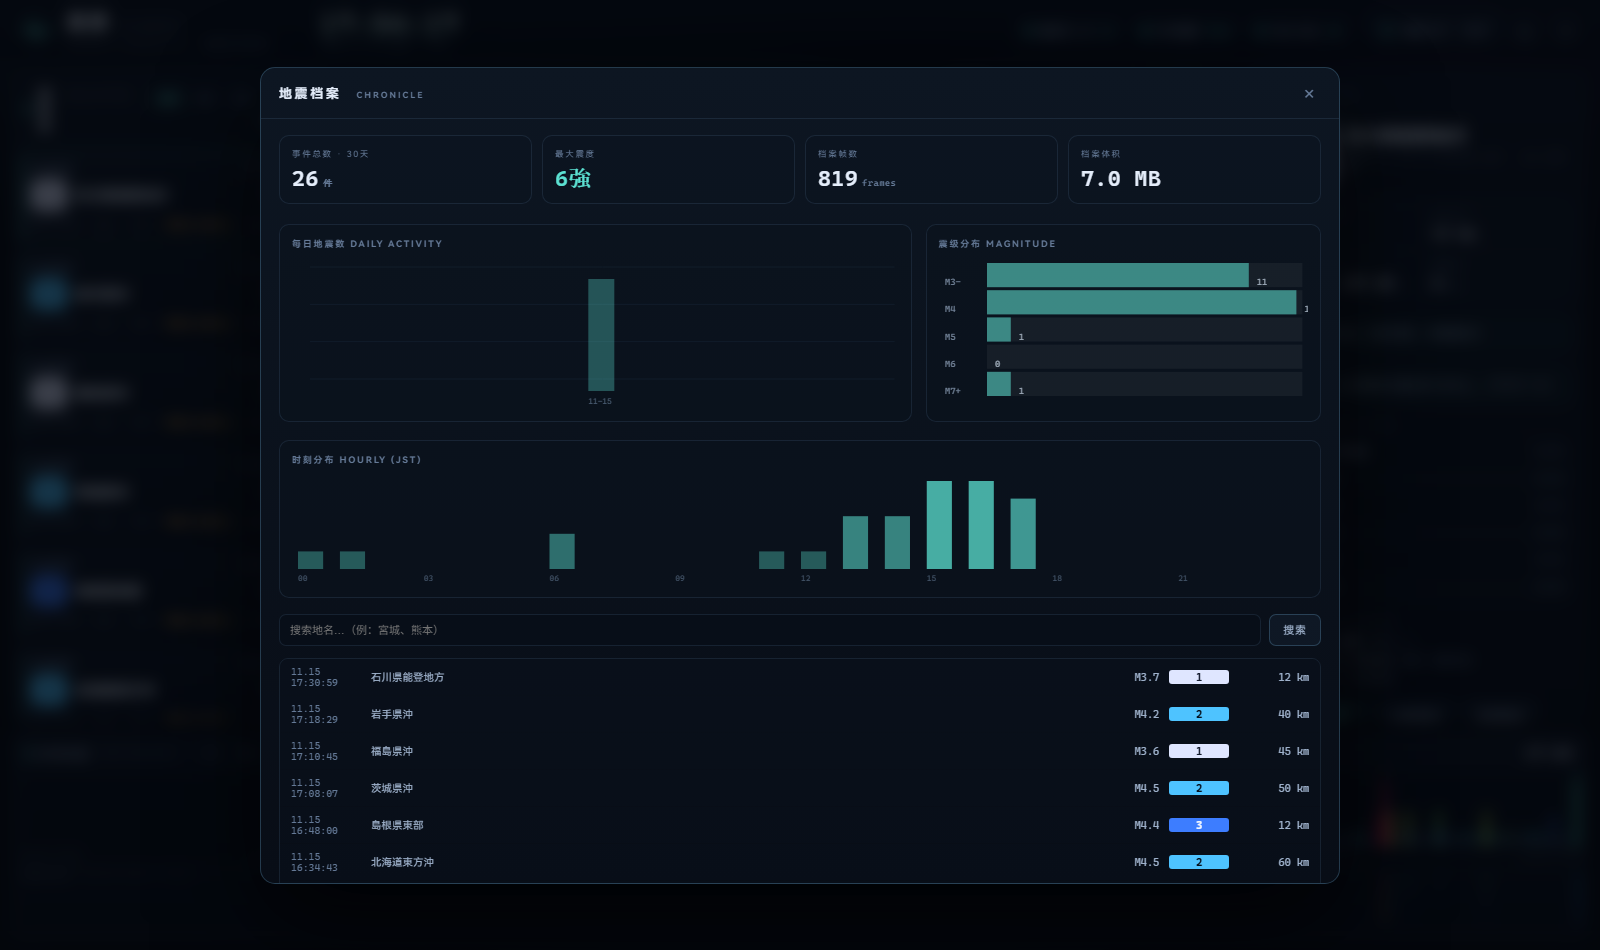 地震档案 CHRONICLE ×
事件总数 · 30天
26 件
最大震度
6強
档案帧数
819 frames
档案体积
7.0 MB
每日地震数 DAILY ACTIVITY
11-15
震级分布 MAGNITUDE
M3- 11
M4
M5 1
M6 0
M7+ 1
时刻分布 HOURLY (JST)
00 03 06 09 12 15 18 21
搜索地名…（例：宮城、熊本）
搜索
11.15 17:30:59 石川県能登地方 M3.7 1 12 km
11.15 17:18:29 岩手県沖 M4.2 2 40 km
11.15 17:10:45 福島県沖 M3.6 1 45 km
11.15 17:08:07 茨城県沖 M4.5 2 50 km
11.15 16:48:00 島根県東部 M4.4 3 12 km
11.15 16:34:43 北海道東方沖 M4.5 2 60 km